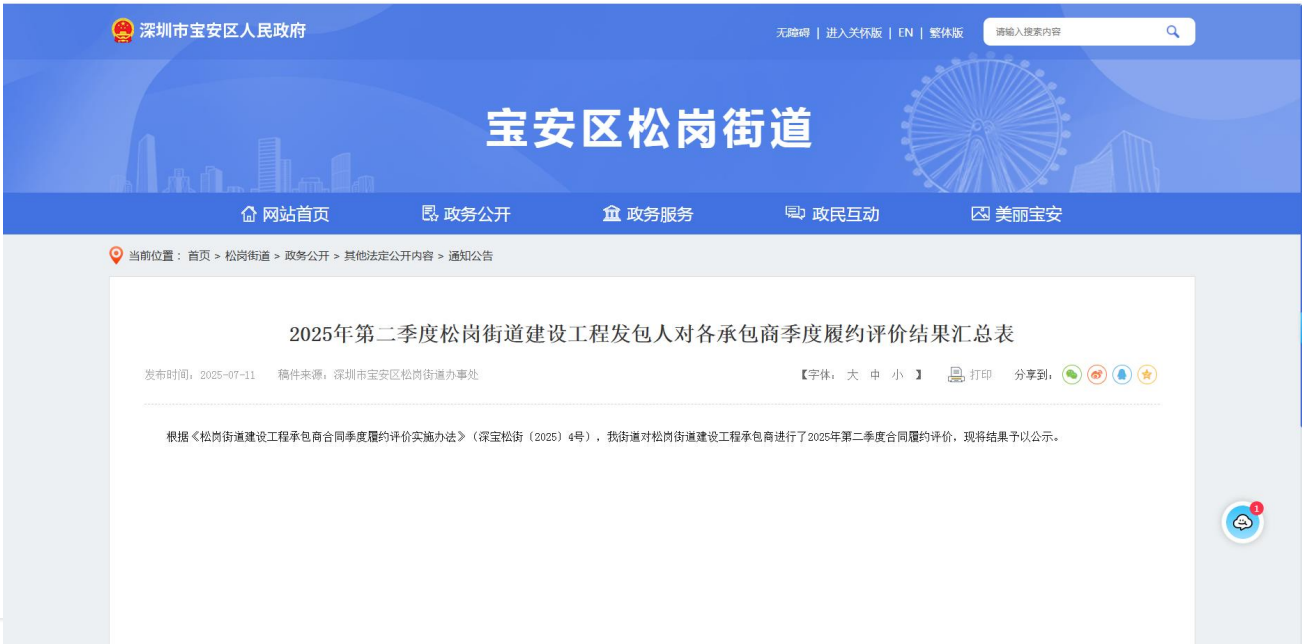 深圳市宝安区人民政府
无障碍 | 进入关怀版 | EN | 繁体版
请输入搜索内容
宝安区松岗街道
网站首页 政务公开 政务服务 政民互动 美丽宝安
当前位置：首页 > 松岗街道 > 政务公开 > 其他法定公开内容 > 通知公告
2025年第二季度松岗街道建设工程发包人对各承包商季度履约评价结果汇总表
发布时间：2025-07-11 稿件来源：深圳市宝安区松岗街道办事处 【字体：大 中 小 】 打印 分享到：
根据《松岗街道建设工程承包商合同季度履约评价实施办法》（深宝松街〔2025〕4号），我街道对松岗街道建设工程承包商进行了2025年第二季度合同履约评价，现将结果予以公示。
1